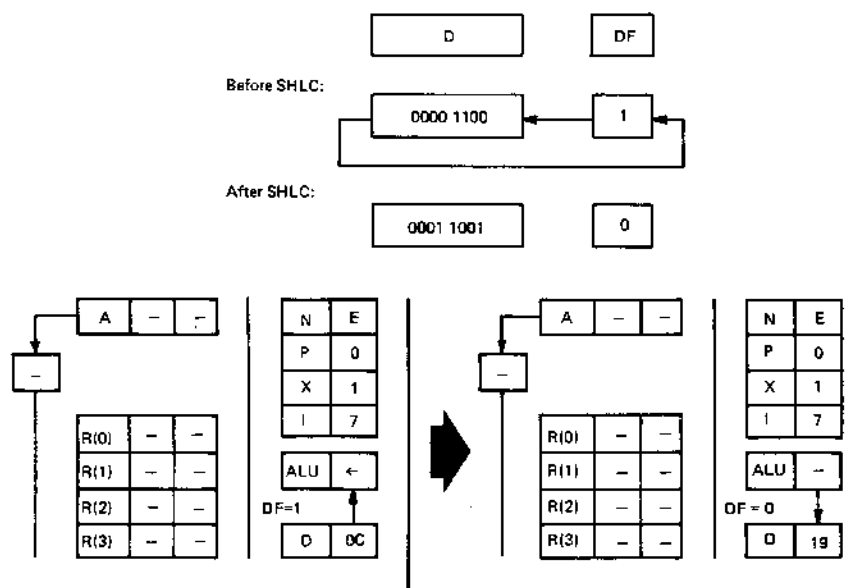 D DF
Before SHLC:
0000 1100 1
After SHLC:
0001 1001 0
A – – N E A – – N E
– P 0 – P 0
X 1 X 1
I 7 I 7
R(0) – – R(0) – –
R(1) – – ALU ← R(1) – – ALU –
R(2) – – DF=1 R(2) – – DF = 0
R(3) – – D 0C R(3) – – D 19